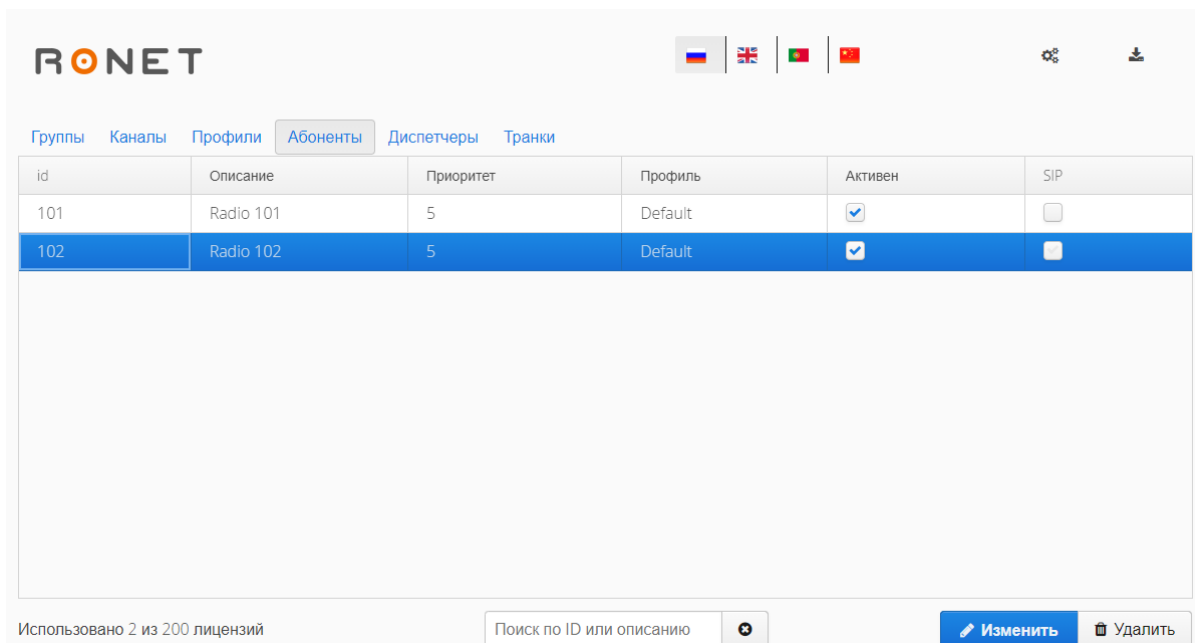 RONET
Группы Каналы Профили Абоненты Диспетчеры Транки
id Описание Приоритет Профиль Активен SIP
101 Radio 101 5 Default
102 Radio 102 5 Default
Использовано 2 из 200 лицензий Поиск по ID или описанию Изменить Удалить